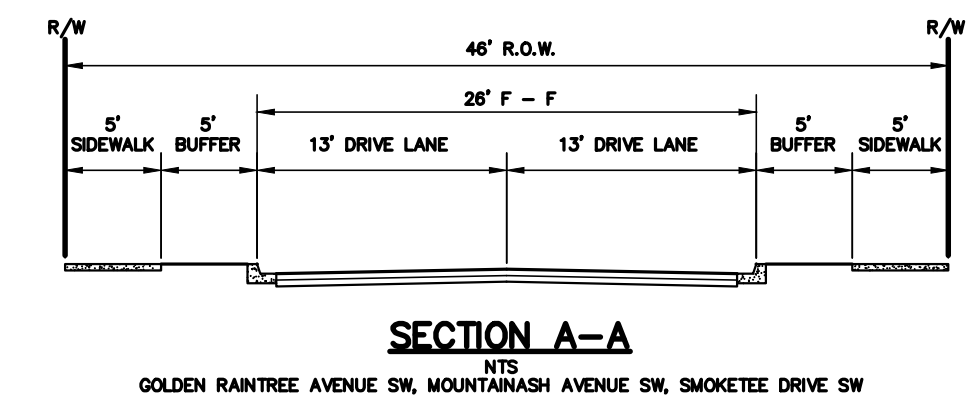 R/W R/W
46' R.O.W.
26' F - F
5' 5' 5' 5'
SIDEWALK BUFFER 13' DRIVE LANE 13' DRIVE LANE BUFFER SIDEWALK
SECTION A-A
NTS
GOLDEN RAINTREE AVENUE SW, MOUNTAINASH AVENUE SW, SMOKETEE DRIVE SW